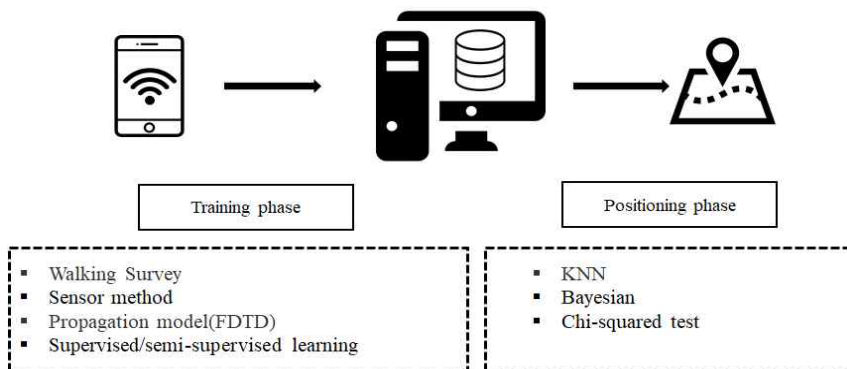 Training phase
Positioning phase
Walking Survey
Sensor method
Propagation model(FDTD)
Supervised/semi-supervised learning
KNN
Bayesian
Chi-squared test